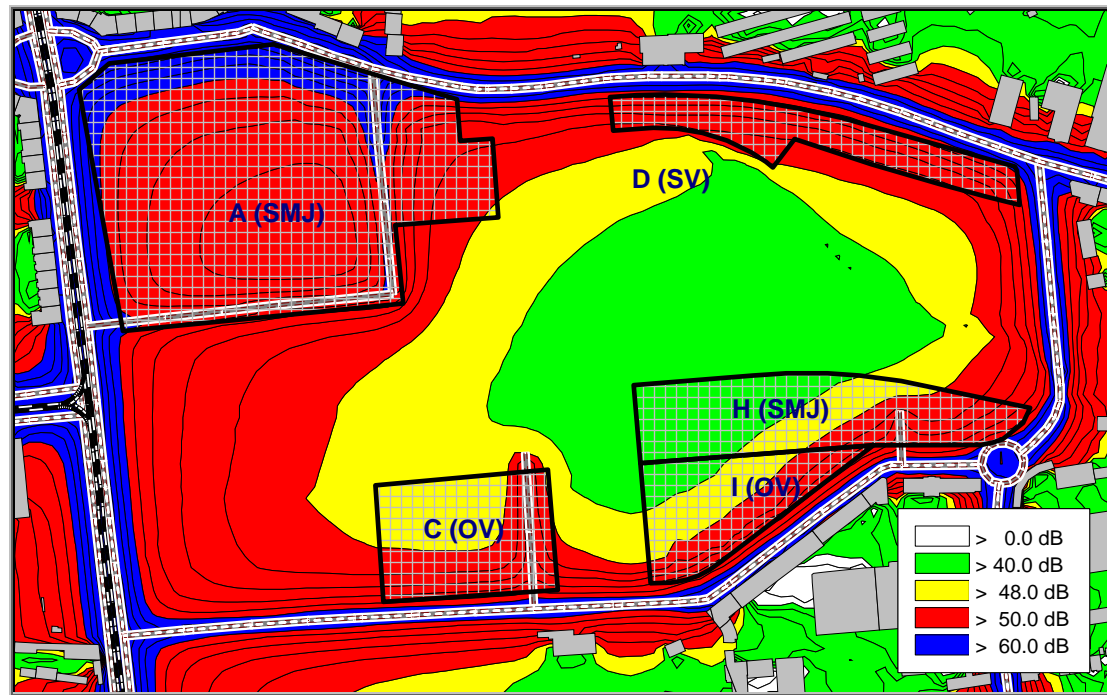 D (SV)
A (SMJ)
H (SMJ)
I (OV)
C (OV)
> 0.0 dB
> 40.0 dB
> 48.0 dB
> 50.0 dB
> 60.0 dB